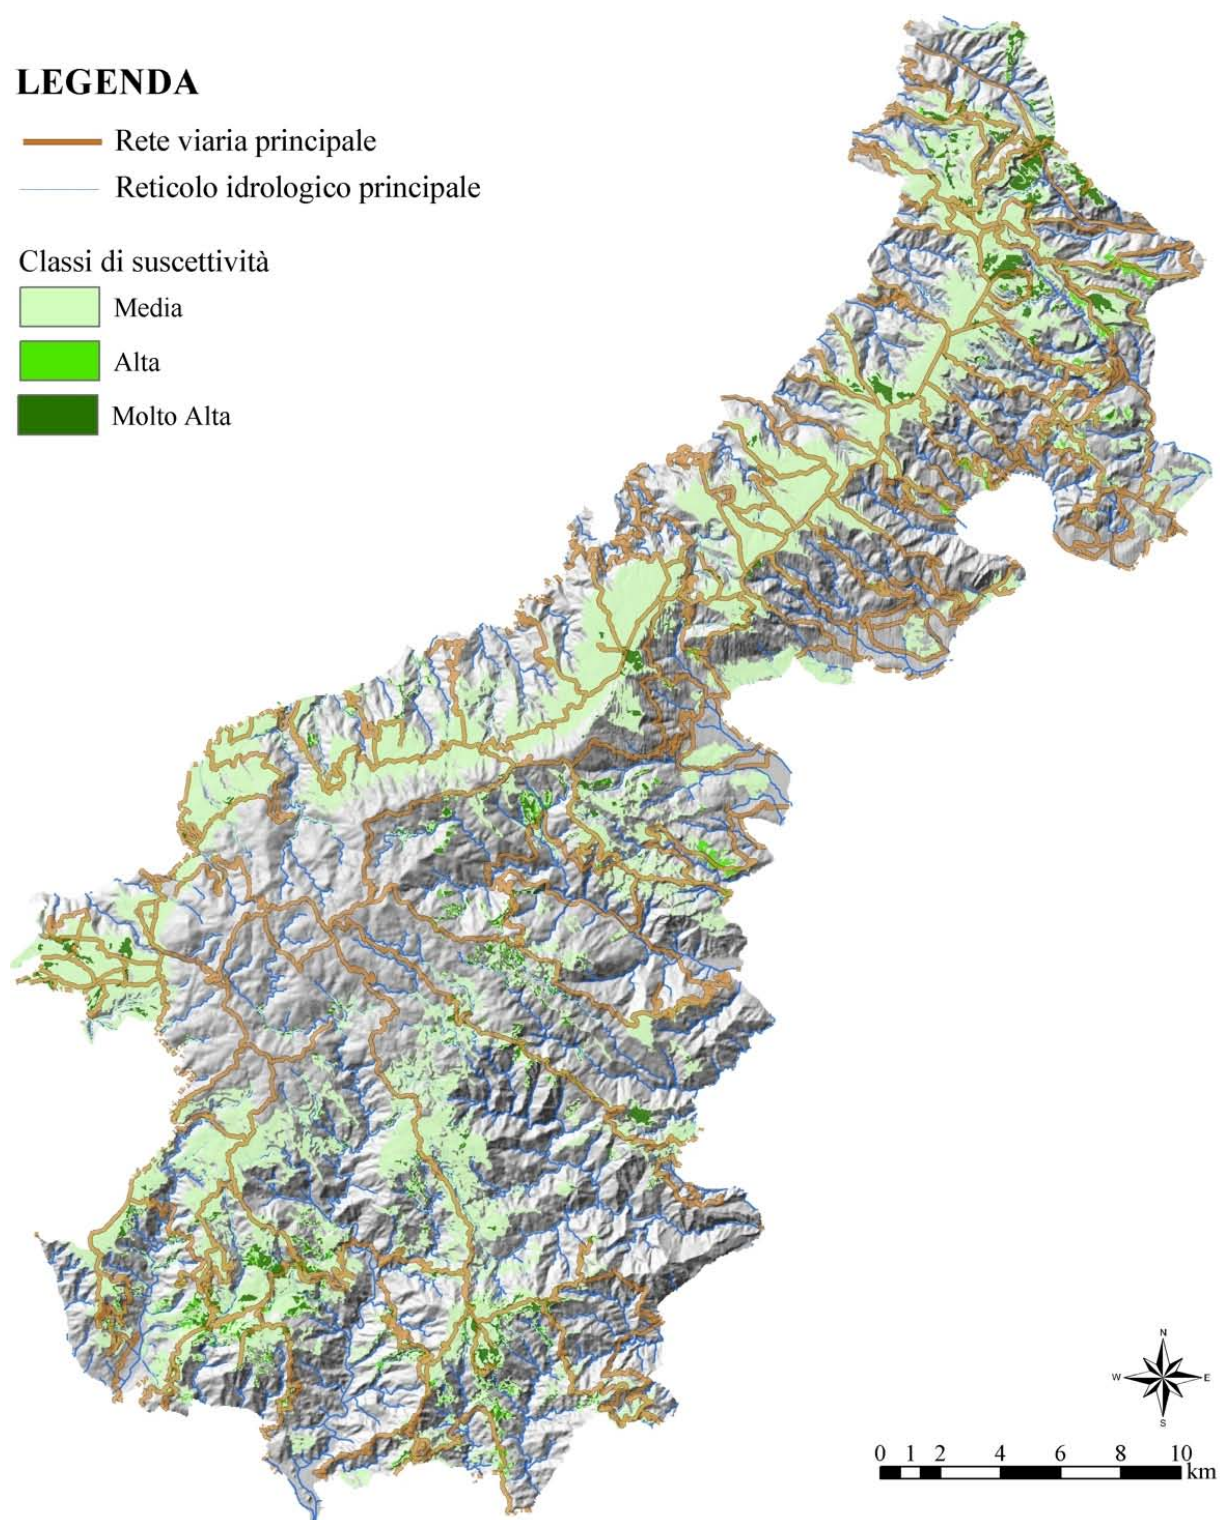 LEGENDA
Rete viaria principale
Reticolo idrologico principale
Classi di suscettività
Media
Alta
Molto Alta
N
W E
S
0 1 2 4 6 8 10
km